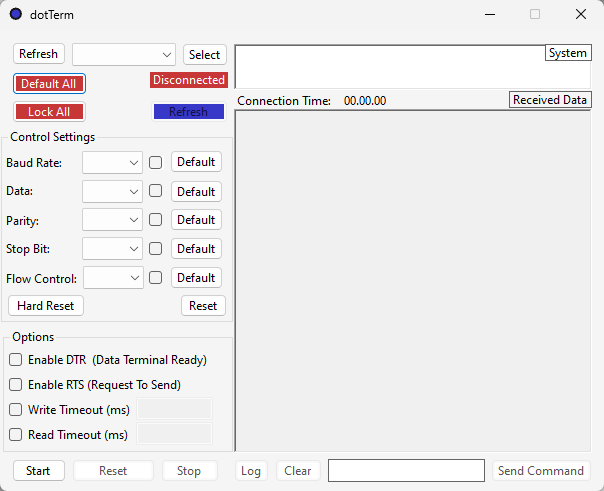 dotTerm
Refresh Select System
Default All Disconnected
Connection Time: 00.00.00 Received Data
Lock All Refresh
Control Settings
Baud Rate: Default
Data: Default
Parity: Default
Stop Bit: Default
Flow Control: Default
Hard Reset Reset
Options
Enable DTR (Data Terminal Ready)
Enable RTS (Request To Send)
Write Timeout (ms)
Read Timeout (ms)
Start Reset Stop Log Clear Send Command